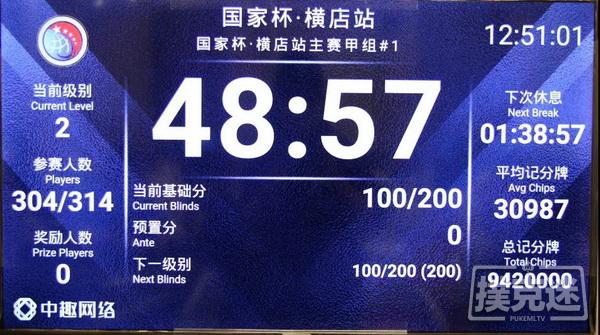 国家杯·横店站
国家杯·横店站主赛甲组#1
12:51:01
当前级别
Current Level
2
参赛人数
Players
304/314
奖励人数
Prize Players
0
48:57
当前基础分
Current Blinds
100/200
预置分
Ante
0
下一级别
Next Blinds
100/200 (200)
下次休息
Next Break
01:38:57
平均记分牌
Avg Chips
30987
总记分牌
Total Chips
9420000
中趣网络
扑克迷
PUKEMI.TV